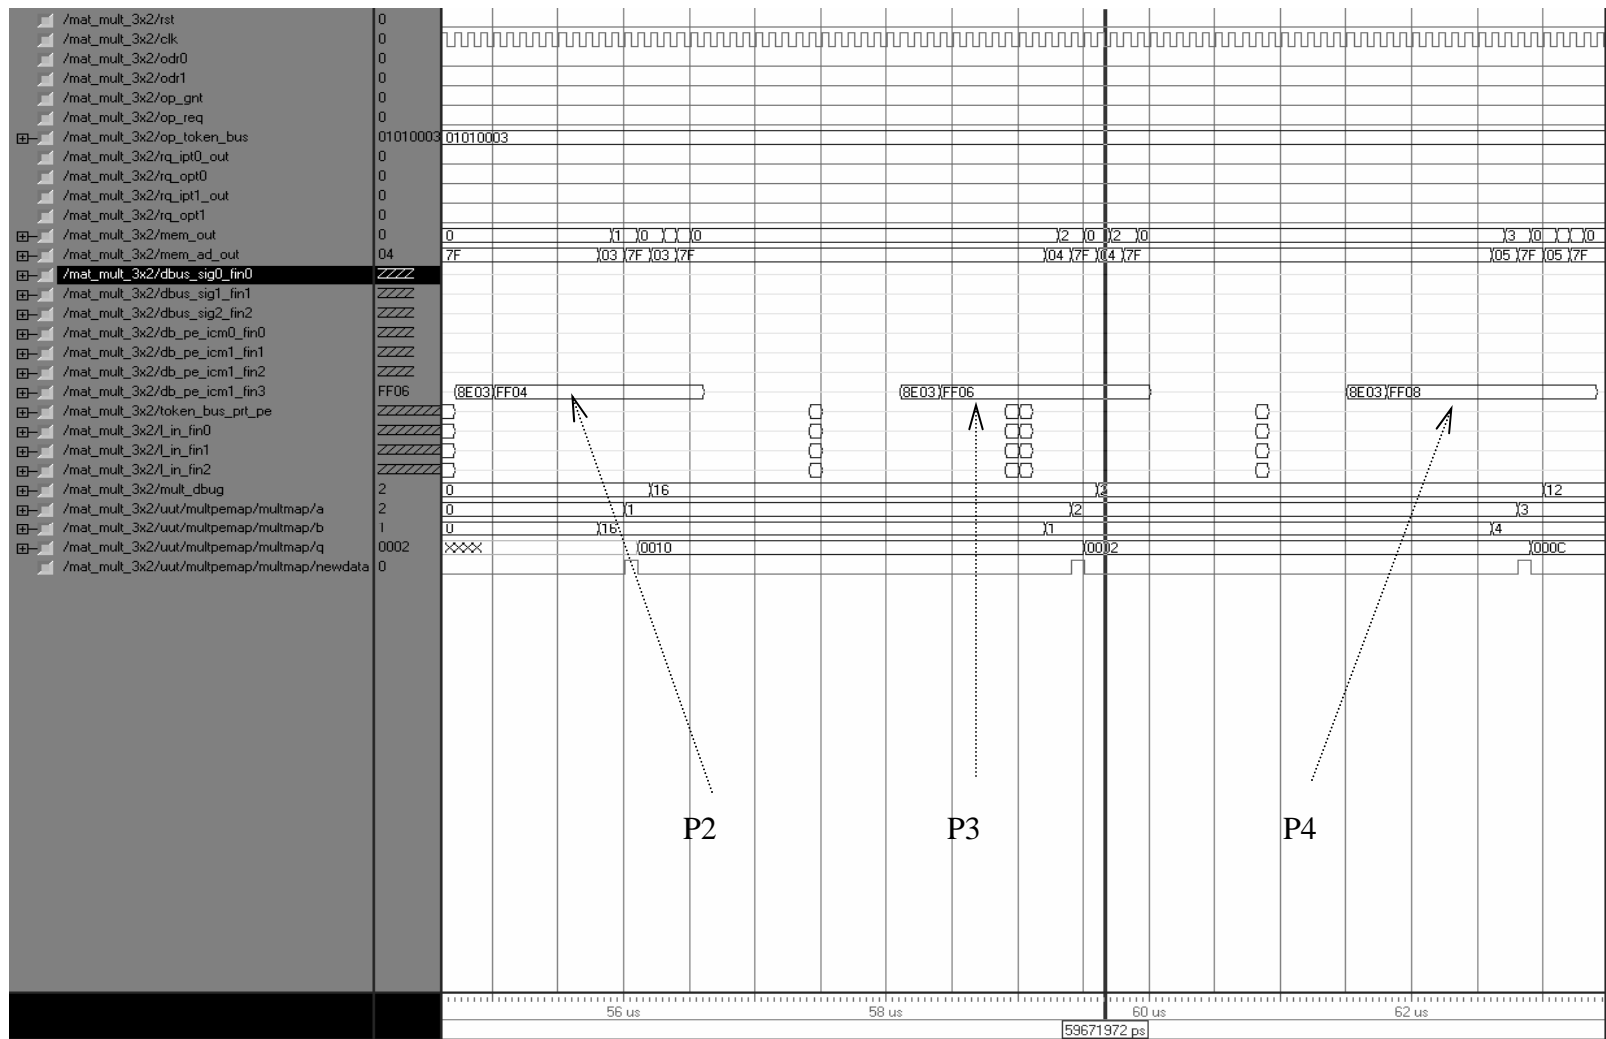 /mat_mult_3x2/rst 0
/mat_mult_3x2/clk 0
/mat_mult_3x2/odr0 0
/mat_mult_3x2/odr1 0
/mat_mult_3x2/op_gnt 0
/mat_mult_3x2/op_req 0
/mat_mult_3x2/op_token_bus 01010003 01010003
/mat_mult_3x2/rq_ipt0_out 0
/mat_mult_3x2/rq_opt0 0
/mat_mult_3x2/rq_ipt1_out 0
/mat_mult_3x2/rq_opt1 0
/mat_mult_3x2/mem_out 0 0 1 0 0 2 0 2 0 3 0 0
/mat_mult_3x2/mem_ad_out 04 7F 03 7F 03 7F 04 7F 04 7F 05 7F 05 7F
/mat_mult_3x2/dbus_sig0_fin0
/mat_mult_3x2/dbus_sig1_fin1
/mat_mult_3x2/dbus_sig2_fin2
/mat_mult_3x2/db_pe_icm0_fin0
/mat_mult_3x2/db_pe_icm1_fin1
/mat_mult_3x2/db_pe_icm1_fin2
/mat_mult_3x2/db_pe_icm1_fin3 FF06 8E03 FF04 8E03 FF06 8E03 FF08
/mat_mult_3x2/token_bus_prt_pe
/mat_mult_3x2/l_in_fin0
/mat_mult_3x2/l_in_fin1
/mat_mult_3x2/l_in_fin2
/mat_mult_3x2/mult_dbug 2 0 16 2 12
/mat_mult_3x2/uut/multpemap/multmap/a 2 0 1 2 3
/mat_mult_3x2/uut/multpemap/multmap/b 1 0 16 1 4
/mat_mult_3x2/uut/multpemap/multmap/q 0002 XXXX 0010 0002 000C
/mat_mult_3x2/uut/multpemap/multmap/newdata 0
P2 P3 P4
56 us 58 us 60 us 62 us
59671972 ps